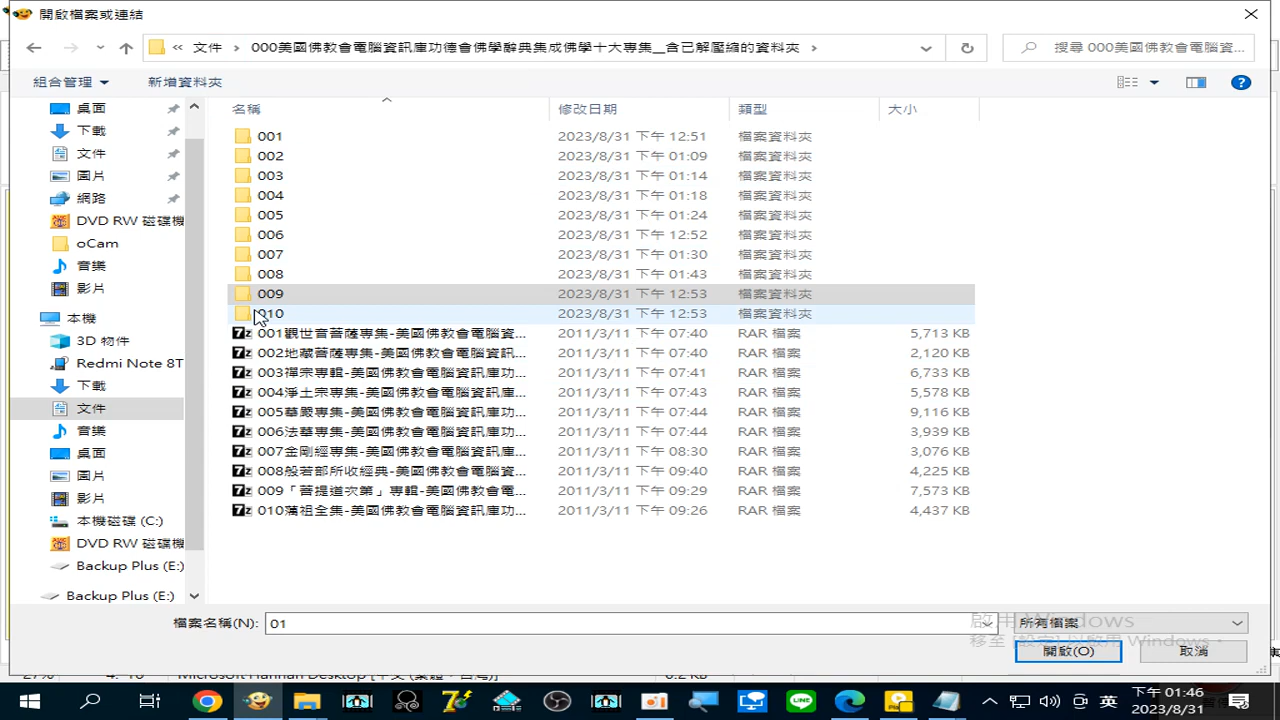 開啟檔案或連結
« 文件 › 000美國佛教會電腦資訊庫功德會佛學辭典集成佛學十大專集__含已解壓縮的資料夾 ›
搜尋 000美國佛教會電腦資...
組合管理 新增資料夾
名稱 修改日期 類型 大小
桌面
下載
文件
圖片
網路
DVD RW 磁碟機
oCam
音樂
影片
本機
3D 物件
Redmi Note 8T
下載
文件
音樂
桌面
圖片
影片
本機磁碟 (C:)
DVD RW 磁碟機
Backup Plus (E:)
Backup Plus (E:)
001 2023/8/31 下午 12:51 檔案資料夾
002 2023/8/31 下午 01:09 檔案資料夾
003 2023/8/31 下午 01:14 檔案資料夾
004 2023/8/31 下午 01:18 檔案資料夾
005 2023/8/31 下午 01:24 檔案資料夾
006 2023/8/31 下午 12:52 檔案資料夾
007 2023/8/31 下午 01:30 檔案資料夾
008 2023/8/31 下午 01:43 檔案資料夾
009 2023/8/31 下午 12:53 檔案資料夾
010 2023/8/31 下午 12:53 檔案資料夾
001觀世音菩薩專集-美國佛教會電腦資... 2011/3/11 下午 07:40 RAR 檔案 5,713 KB
002地藏菩薩專集-美國佛教會電腦資訊... 2011/3/11 下午 07:40 RAR 檔案 2,120 KB
003禪宗專輯-美國佛教會電腦資訊庫功... 2011/3/11 下午 07:41 RAR 檔案 6,733 KB
004淨土宗專集-美國佛教會電腦資訊庫... 2011/3/11 下午 07:43 RAR 檔案 5,578 KB
005華嚴專集-美國佛教會電腦資訊庫功... 2011/3/11 下午 07:44 RAR 檔案 9,116 KB
006法華專集-美國佛教會電腦資訊庫功... 2011/3/11 下午 07:44 RAR 檔案 3,939 KB
007金剛經專集-美國佛教會電腦資訊庫... 2011/3/11 下午 08:30 RAR 檔案 3,076 KB
008般若部所收經典-美國佛教會電腦資... 2011/3/11 下午 09:40 RAR 檔案 4,225 KB
009「菩提道次第」專輯-美國佛教會電... 2011/3/11 下午 09:29 RAR 檔案 7,573 KB
010蕅祖全集-美國佛教會電腦資訊庫功... 2011/3/11 下午 09:26 RAR 檔案 4,437 KB
檔案名稱(N): 01 所有檔案
啟用 Windows
移至 [設定] 以啟用 Windows。
開啟(O) 取消
英 下午 01:46
2023/8/31